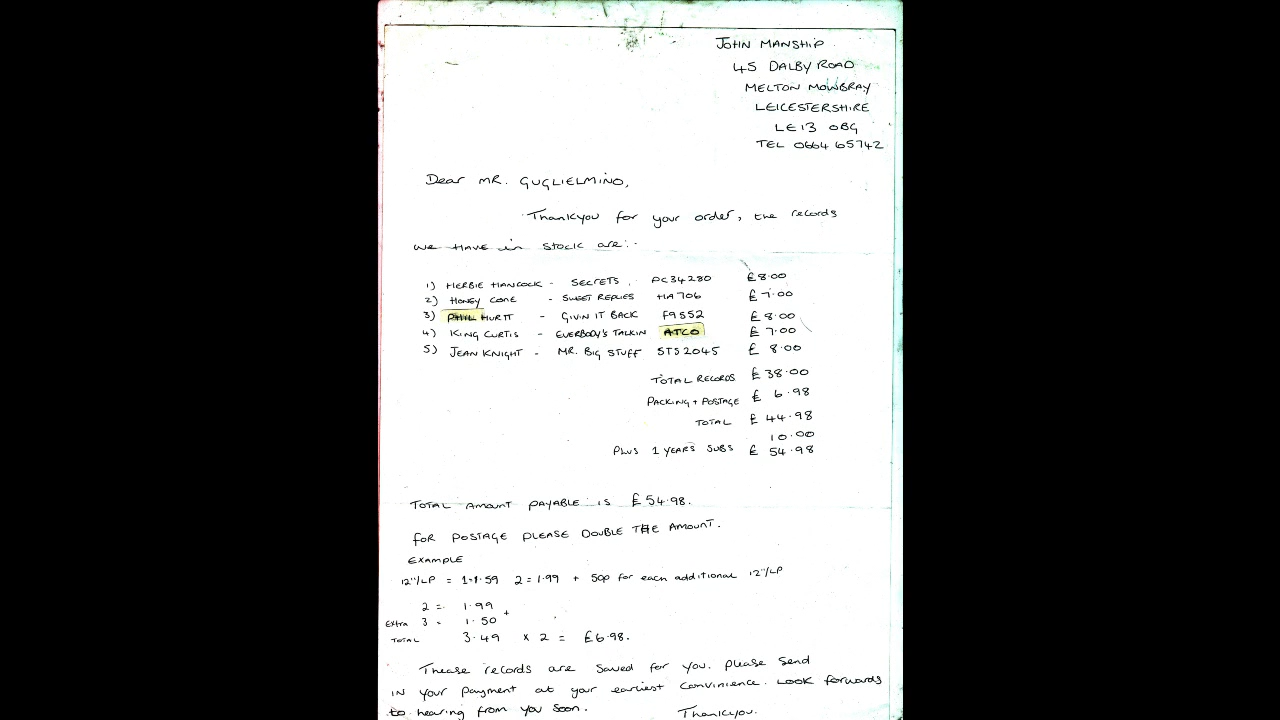 JOHN MANSHIP
45 DALBY ROAD
MELTON MOWBRAY
LEICESTERSHIRE
LE13 0BG
TEL 0664 65742
Dear MR. GUGLIELMINO,
Thankyou for your order, the records
we HAVE in STOCK are:-
1) HERBIE HANCOCK - SECRETS PC34280 £8.00
2) HONEY CONE - SWEET REPLIES HA706 £7.00
3) PHIL HURTT - GIVIN IT BACK F9552 £8.00
4) KING CURTIS - EVERBODY'S TALKIN ATCO £7.00
5) JEAN KNIGHT - MR. BIG STUFF STS2045 £8.00
TOTAL RECORDS £38.00
PACKING + POSTAGE £6.98
TOTAL £44.98
10.00
PLUS 1 YEARS SUBS £54.98
TOTAL AMOUNT PAYABLE IS £54.98.
FOR POSTAGE PLEASE DOUBLE THE AMOUNT.
EXAMPLE
12"/LP = 1=1.59 2=1.99 + 50p for each additional 12"/LP
2 = 1.99
EXTRA 3 = 1.50 +
TOTAL 3.49 x 2 = £6.98.
Thease records are saved for you. please send
in your payment at your earliest convinience. Look forwards
to hearing from you soon. Thankyou.